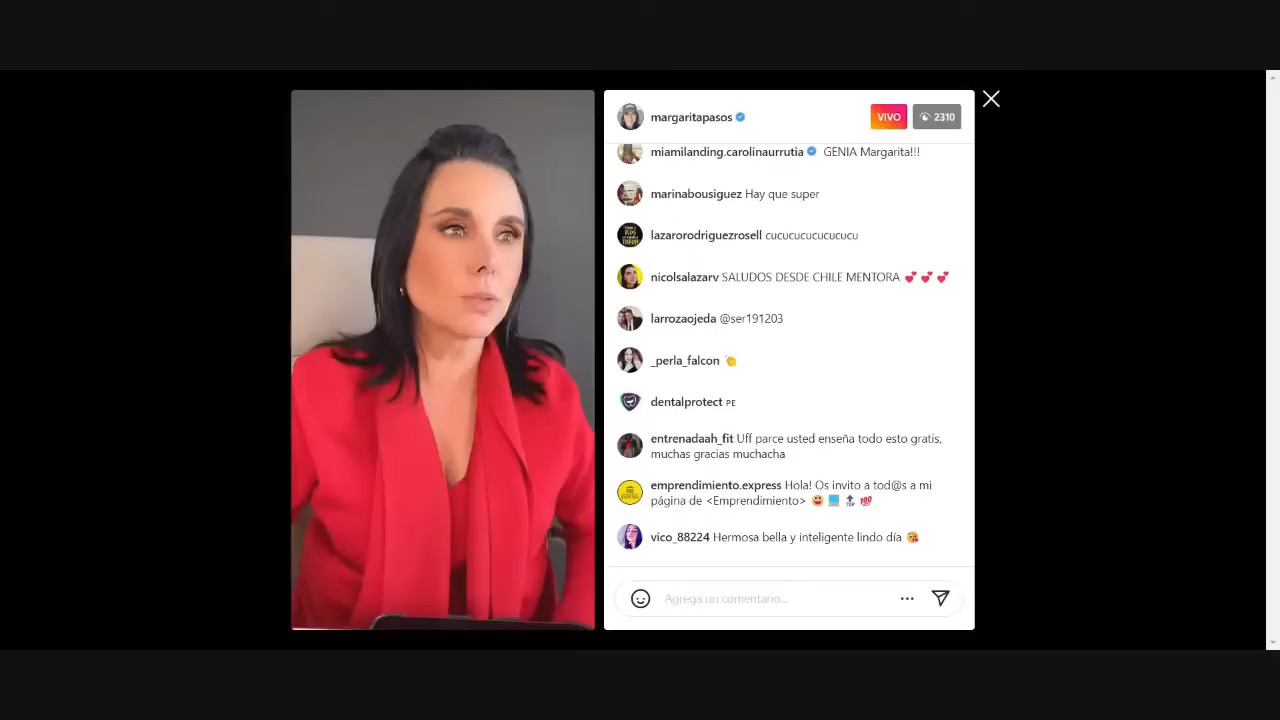 margaritapasos
VIVO
2310
miamilanding.carolinaurrutia GENIA Margarita!!!
marinabousiguez Hay que super
lazarorodriguezrosell cucucucucucucucu
nicolsalazarv SALUDOS DESDE CHILE MENTORA 💕 💕 💕
larrozaojeda @ser191203
_perla_falcon 👏
dentalprotect PE
entrenadaah_fit Uff parce usted enseña todo esto gratis,
muchas gracias muchacha
emprendimiento.express Hola! Os invito a tod@s a mi
página de <Emprendimiento> 😃 💻 🔝 💯
vico_88224 Hermosa bella y inteligente lindo día 😘
Agrega un comentario...